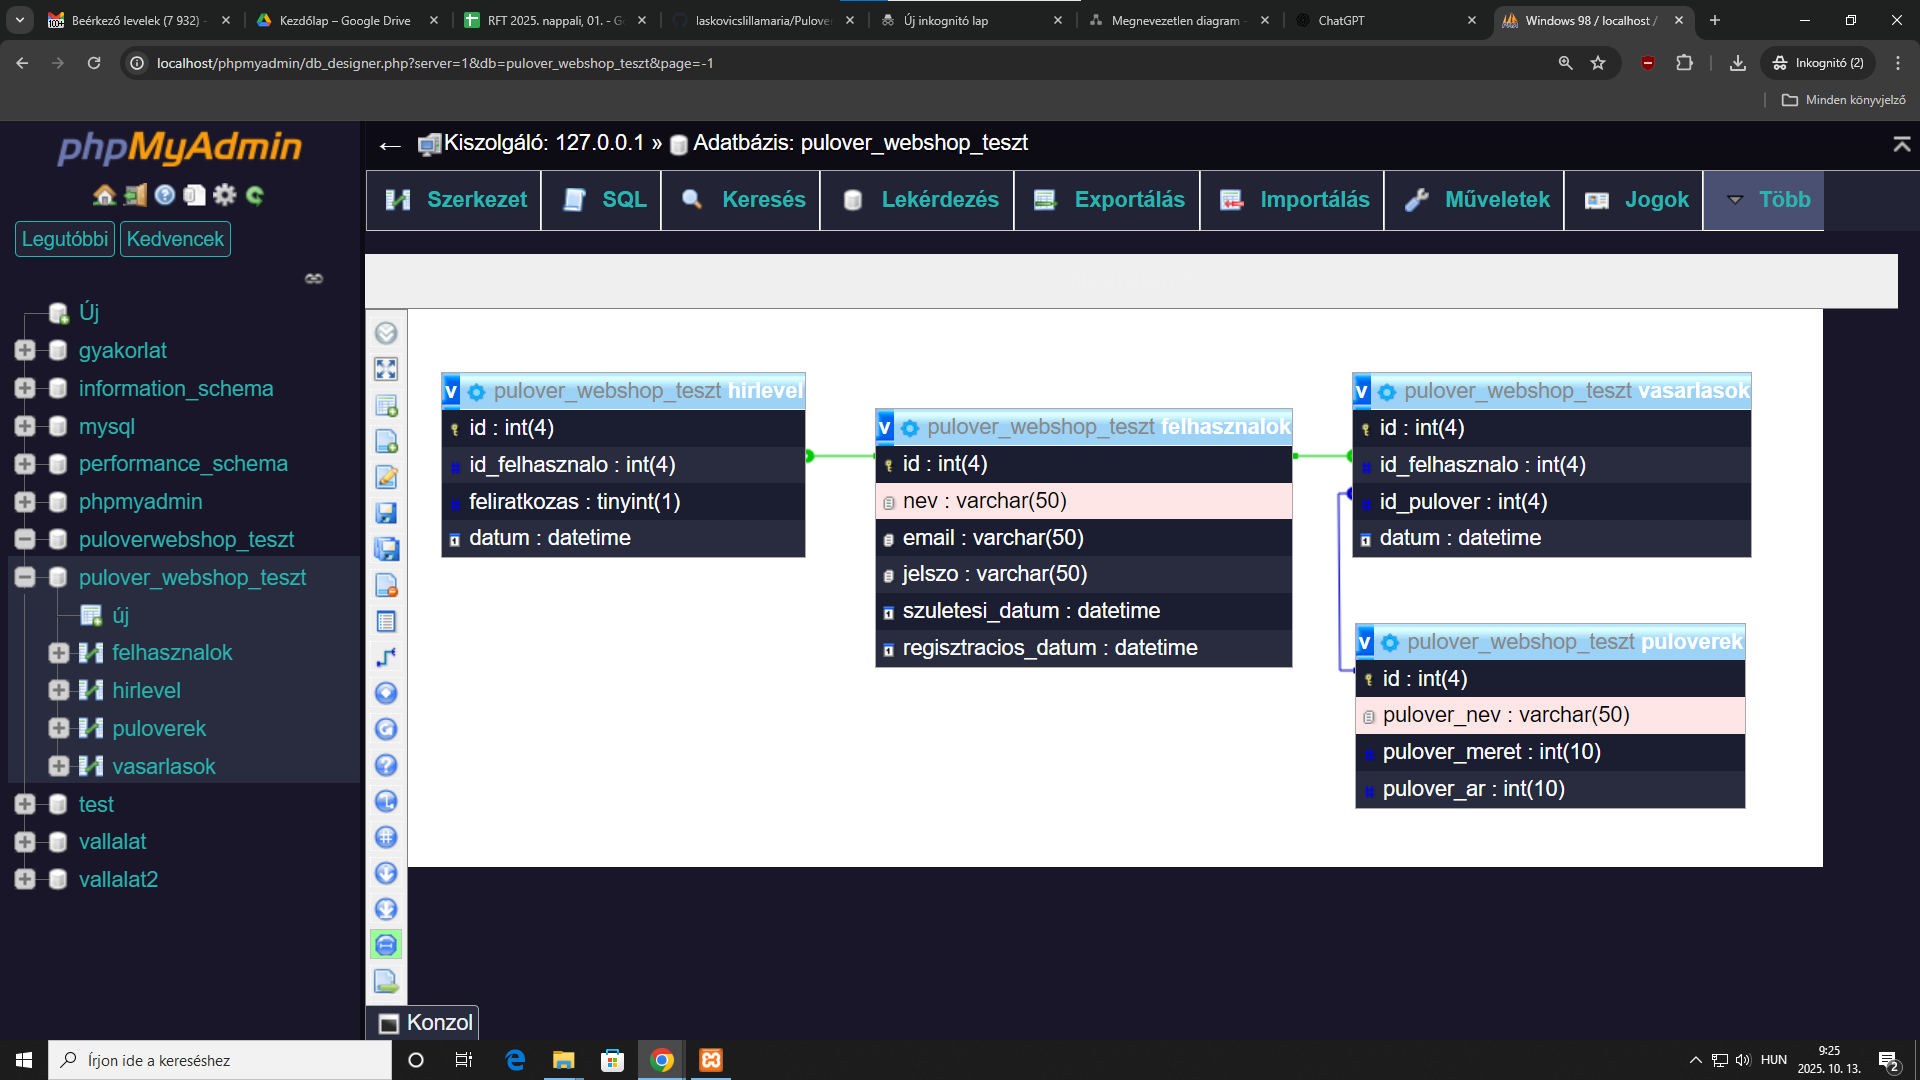 Beérkező levelek (7 932) -
Kezdőlap – Google Drive
RFT 2025. nappali, 01. - Go
laskovicslillamaria/Pulover
Új inkognitó lap
Megnevezetlen diagram -
ChatGPT
Windows 98 / localhost /
localhost/phpmyadmin/db_designer.php?server=1&db=pulover_webshop_teszt&page=-1
Inkognitó (2)
Minden könyvjelző
phpMyAdmin
Legutóbbi
Kedvencek
Új
gyakorlat
information_schema
mysql
performance_schema
phpmyadmin
puloverwebshop_teszt
pulover_webshop_teszt
új
felhasznalok
hirlevel
puloverek
vasarlasok
test
vallalat
vallalat2
Kiszolgáló: 127.0.0.1 » Adatbázis: pulover_webshop_teszt
Szerkezet
SQL
Keresés
Lekérdezés
Exportálás
Importálás
Műveletek
Jogok
Több
v pulover_webshop_teszt hirlevel
id : int(4)
id_felhasznalo : int(4)
feliratkozas : tinyint(1)
datum : datetime
v pulover_webshop_teszt felhasznalok
id : int(4)
nev : varchar(50)
email : varchar(50)
jelszo : varchar(50)
szuletesi_datum : datetime
regisztracios_datum : datetime
v pulover_webshop_teszt vasarlasok
id : int(4)
id_felhasznalo : int(4)
id_pulover : int(4)
datum : datetime
v pulover_webshop_teszt puloverek
id : int(4)
pulover_nev : varchar(50)
pulover_meret : int(10)
pulover_ar : int(10)
Konzol
Írjon ide a kereséshez
HUN
9:25
2025. 10. 13.
2